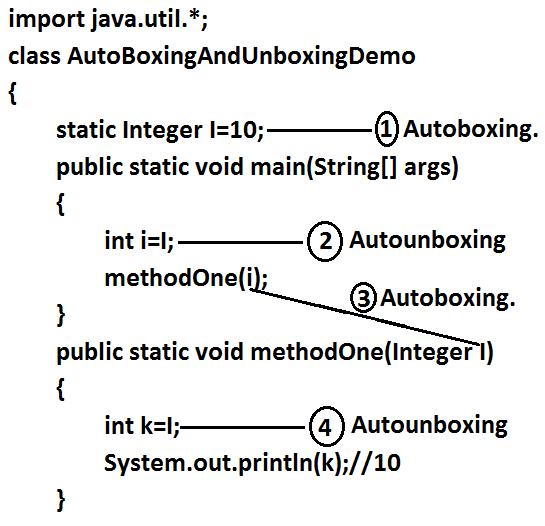 import java.util.*;
class AutoBoxingAndUnboxingDemo
{
static Integer I=10; 1 Autoboxing.
public static void main(String[] args)
{
int i=I; 2 Autounboxing
methodOne(i);
3 Autoboxing.
}
public static void methodOne(Integer I)
{
int k=I; 4 Autounboxing
System.out.println(k);//10
}